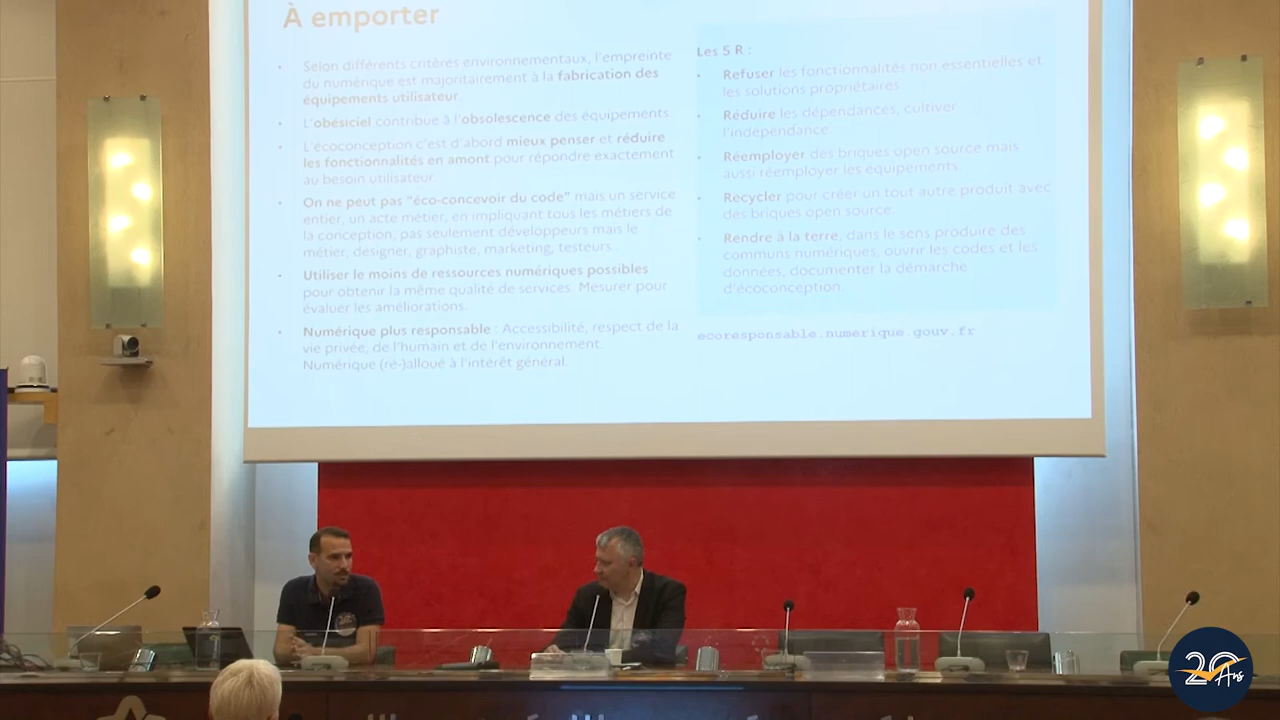 À emporter
• Selon différents critères environnementaux, l'empreinte
du numérique est majoritairement à la fabrication des
équipements utilisateur.
• L'obésiciel contribue à l'obsolescence des équipements
• L'écoconception c'est d'abord mieux penser et réduire
les fonctionnalités en amont pour répondre exactement
au besoin utilisateur.
• On ne peut pas "éco-concevoir du code" mais un service
entier, un acte métier, en impliquant tous les métiers de
la conception, pas seulement développeurs mais le
métier, designer, graphiste, marketing, testeurs...
• Utiliser le moins de ressources numériques possibles
pour obtenir la même qualité de services. Mesurer pour
évaluer les améliorations.
• Numérique plus responsable : Accessibilité, respect de la
vie privée, de l'humain et de l'environnement.
Numérique (ré-)alloué à l'intérêt général.
Les 5 R :
• Refuser les fonctionnalités non essentielles et
les solutions propriétaires.
• Réduire les dépendances, cultiver
l'indépendance.
• Réemployer des briques open source mais
aussi réemployer les équipements.
• Recycler pour créer un tout autre produit avec
des briques open source.
• Rendre à la terre, dans le sens produire des
communs numériques, ouvrir les codes et les
données, documenter la démarche
d'écoconception.
ecoresponsable.numerique.gouv.fr
20 Ans